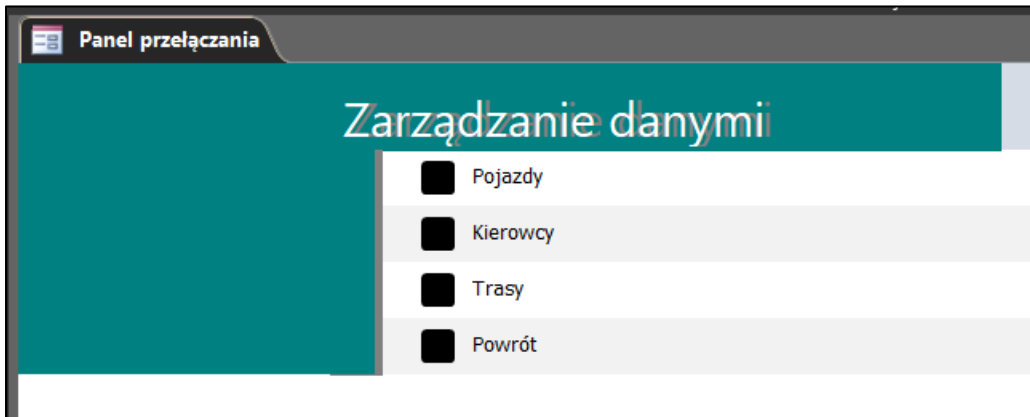 Panel przełączania
Zarządzanie danymi
Pojazdy
Kierowcy
Trasy
Powrót